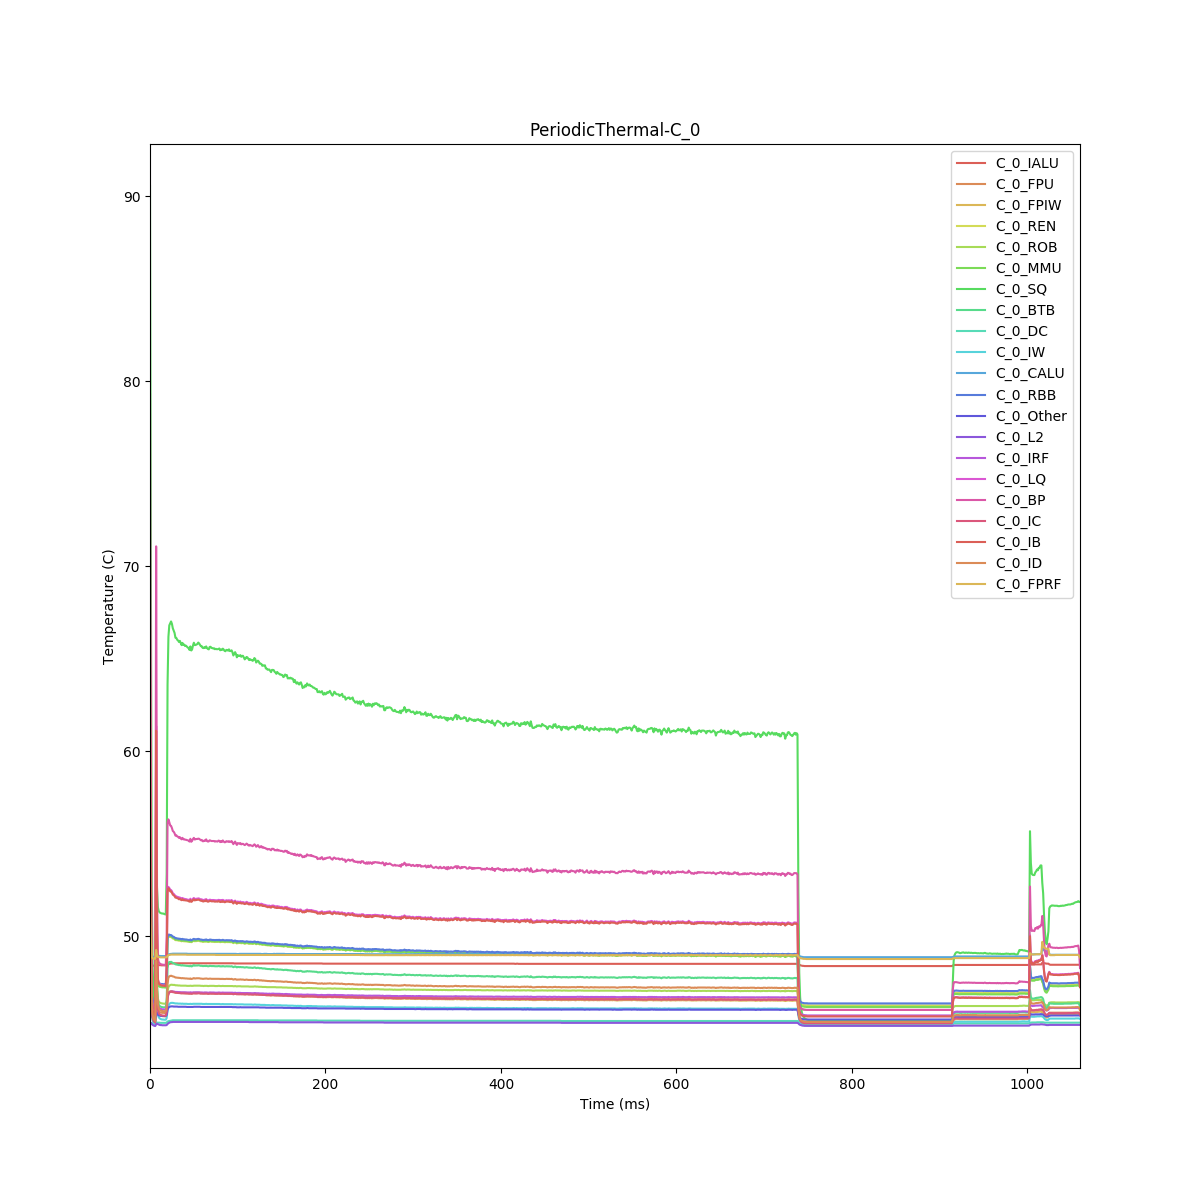 PeriodicThermal-C_0
C_0_IALU
C_0_FPU
C_0_FPIW
C_0_REN
C_0_ROB
C_0_MMU
C_0_SQ
C_0_BTB
C_0_DC
C_0_IW
C_0_CALU
C_0_RBB
C_0_Other
C_0_L2
C_0_IRF
C_0_LQ
C_0_BP
C_0_IC
C_0_IB
C_0_ID
C_0_FPRF
90
80
70
60
50
Temperature (C)
0 200 400 600 800 1000
Time (ms)